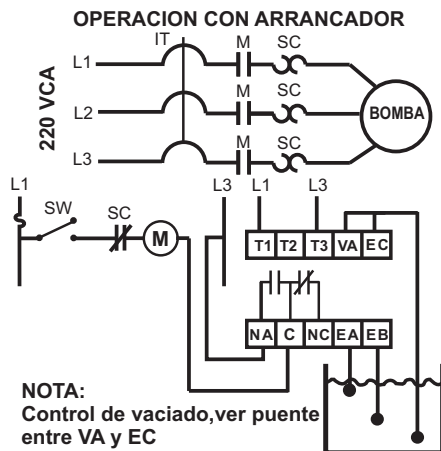 OPERACION CON ARRANCADOR
IT
M
SC
L1
220 VCA
M
SC
L2
BOMBA
M
SC
L3
L1
L3
L1
L3
SW
SC
M
T1 T2 T3 VA EC
NA C NC EA EB
NOTA:
Control de vaciado,ver puente
entre VA y EC